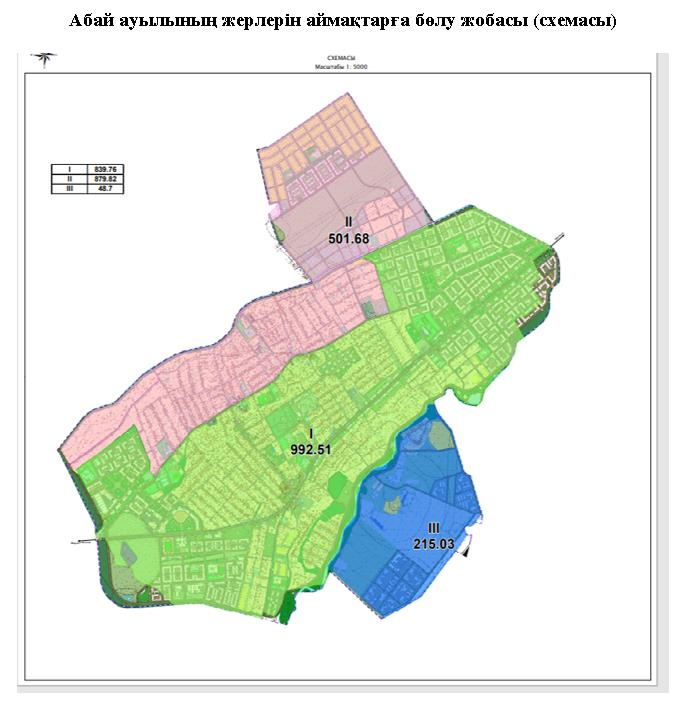 Абай ауылының жерлерін аймақтарға бөлу жобасы (схемасы)
СХЕМАСЫ
Масштабы 1: 5000
I 839.76
II 879.82
III 48.7
II
501.68
I
992.51
III
215.03